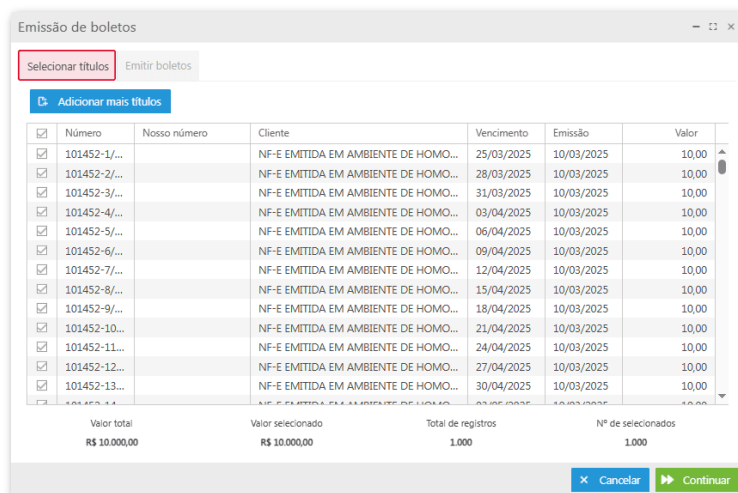 Emissão de boletos
Selecionar títulos Emitir boletos
Adicionar mais títulos
Número Nosso número Cliente Vencimento Emissão Valor
101452-1/... NF-E EMITIDA EM AMBIENTE DE HOMO... 25/03/2025 10/03/2025 10,00
101452-2/... NF-E EMITIDA EM AMBIENTE DE HOMO... 28/03/2025 10/03/2025 10,00
101452-3/... NF-E EMITIDA EM AMBIENTE DE HOMO... 31/03/2025 10/03/2025 10,00
101452-4/... NF-E EMITIDA EM AMBIENTE DE HOMO... 03/04/2025 10/03/2025 10,00
101452-5/... NF-E EMITIDA EM AMBIENTE DE HOMO... 06/04/2025 10/03/2025 10,00
101452-6/... NF-E EMITIDA EM AMBIENTE DE HOMO... 09/04/2025 10/03/2025 10,00
101452-7/... NF-E EMITIDA EM AMBIENTE DE HOMO... 12/04/2025 10/03/2025 10,00
101452-8/... NF-E EMITIDA EM AMBIENTE DE HOMO... 15/04/2025 10/03/2025 10,00
101452-9/... NF-E EMITIDA EM AMBIENTE DE HOMO... 18/04/2025 10/03/2025 10,00
101452-10... NF-E EMITIDA EM AMBIENTE DE HOMO... 21/04/2025 10/03/2025 10,00
101452-11... NF-E EMITIDA EM AMBIENTE DE HOMO... 24/04/2025 10/03/2025 10,00
101452-12... NF-E EMITIDA EM AMBIENTE DE HOMO... 27/04/2025 10/03/2025 10,00
101452-13... NF-E EMITIDA EM AMBIENTE DE HOMO... 30/04/2025 10/03/2025 10,00
Valor total Valor selecionado Total de registros Nº de selecionados
R$ 10.000,00 R$ 10.000,00 1.000 1.000
Cancelar Continuar